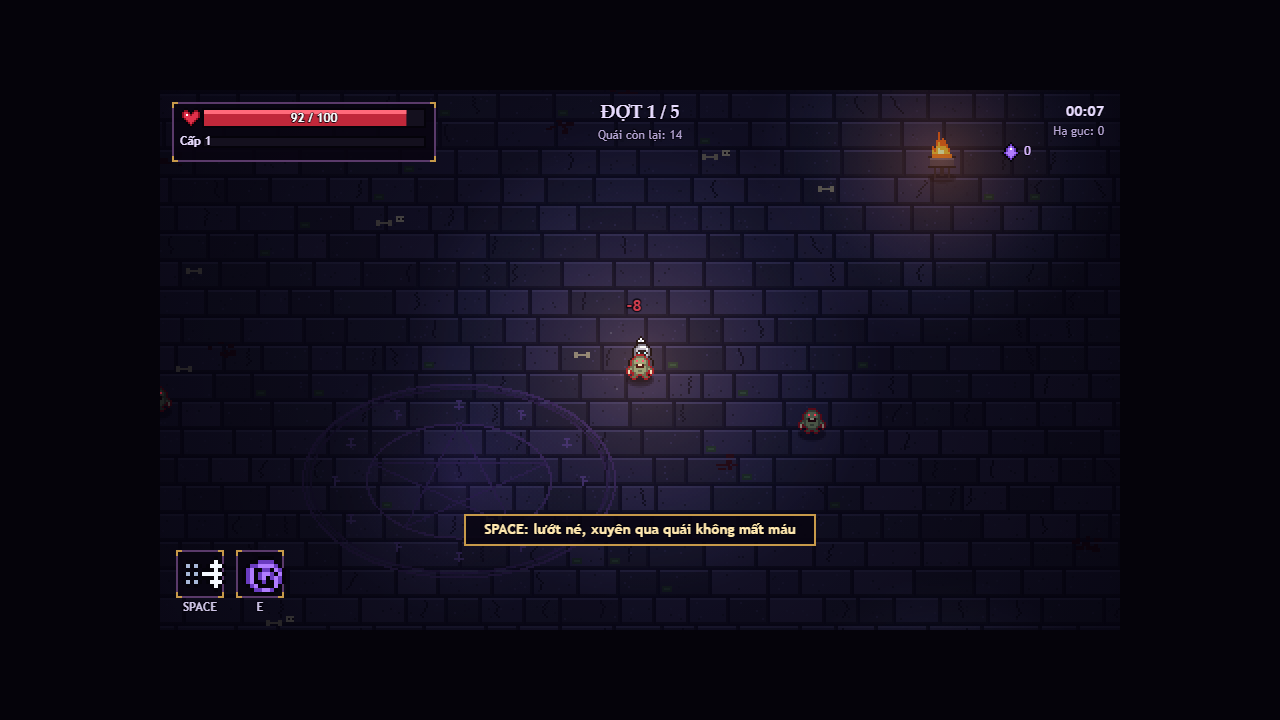 92 / 100
Cấp 1
ĐỢT 1 / 5
Quái còn lại: 14
00:07
Hạ gục: 0
0
-8
SPACE: lướt né, xuyên qua quái không mất máu
SPACE
E